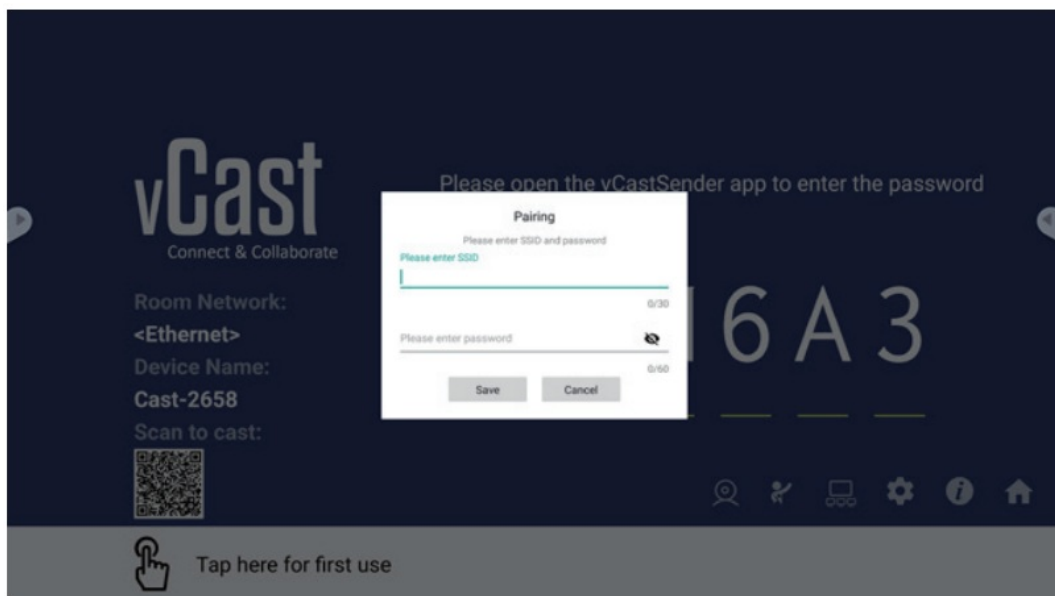 vCast
Connect & Collaborate
Please open the vCastSender app to enter the password
Room Network:
<Ethernet>
Device Name:
Cast-2658
Scan to cast:
Pairing
Please enter SSID and password
Please enter SSID
0/30
Please enter password
0/60
Save Cancel
6 A 3
Tap here for first use